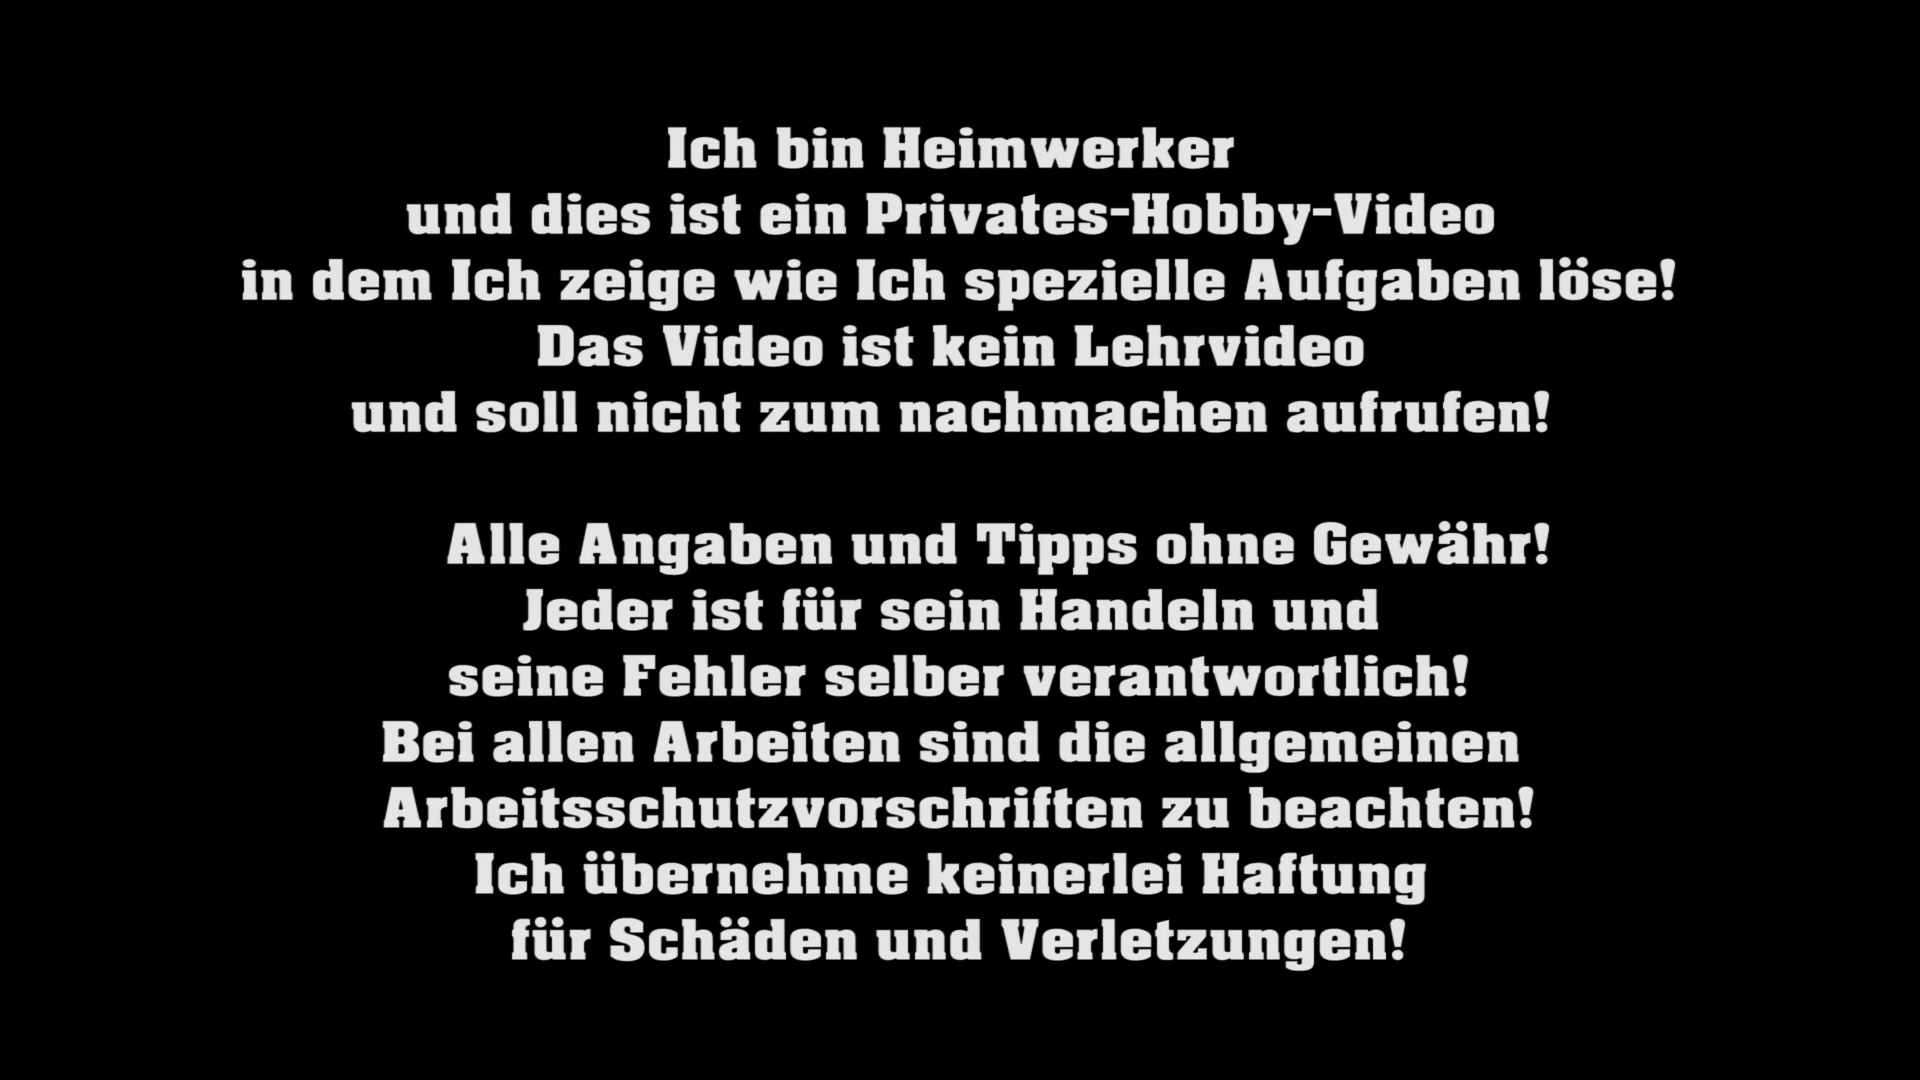 Ich bin Heimwerker
und dies ist ein Privates-Hobby-Video
in dem Ich zeige wie Ich spezielle Aufgaben löse!
Das Video ist kein Lehrvideo
und soll nicht zum nachmachen aufrufen!
Alle Angaben und Tipps ohne Gewähr!
Jeder ist für sein Handeln und
seine Fehler selber verantwortlich!
Bei allen Arbeiten sind die allgemeinen
Arbeitsschutzvorschriften zu beachten!
Ich übernehme keinerlei Haftung
für Schäden und Verletzungen!